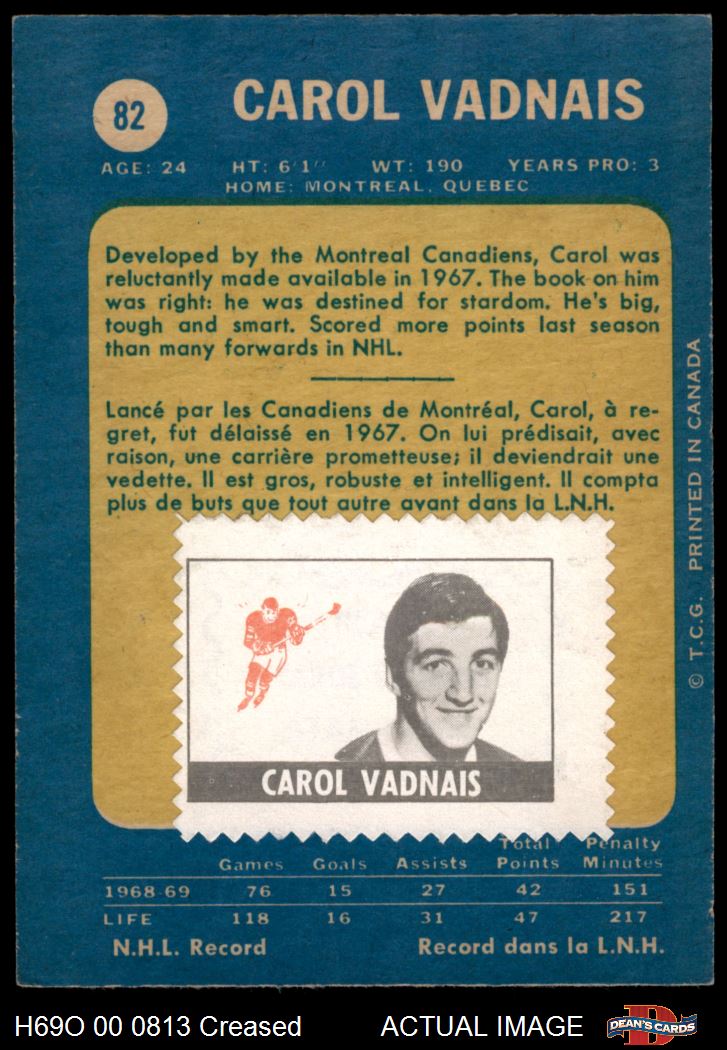 82
CAROL VADNAIS
AGE: 24 HT: 6'1" WT: 190 YEARS PRO: 3
HOME: MONTREAL, QUEBEC
Developed by the Montreal Canadiens, Carol was
reluctantly made available in 1967. The book on him
was right: he was destined for stardom. He's big,
tough and smart. Scored more points last season
than many forwards in NHL.
Lancé par les Canadiens de Montréal, Carol, à re-
gret, fut délaissé en 1967. On lui prédisait, avec
raison, une carrière prometteuse; il deviendrait une
vedette. Il est gros, robuste et intelligent. Il compta
plus de buts que tout autre avant dans la L.N.H.
© T.C.G. PRINTED IN CANADA
CAROL VADNAIS
Games Goals Assists Total Points Penalty Minutes
1968-69 76 15 27 42 151
LIFE 118 16 31 47 217
N.H.L. Record Record dans la L.N.H.
H69O 00 0813 Creased ACTUAL IMAGE
D
DEAN'S CARDS